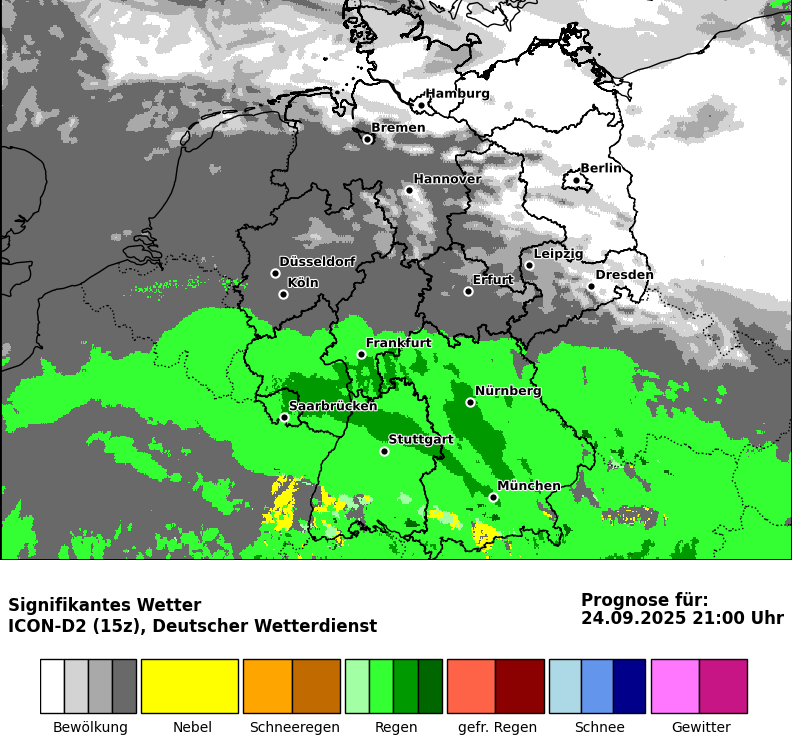 Hamburg
Bremen
Berlin
Hannover
Leipzig
Düsseldorf
Dresden
Köln
Erfurt
Frankfurt
Nürnberg
Saarbrücken
Stuttgart
München
Signifikantes Wetter
ICON-D2 (15z), Deutscher Wetterdienst
Prognose für:
24.09.2025 21:00 Uhr
Bewölkung Nebel Schneeregen Regen gefr. Regen Schnee Gewitter